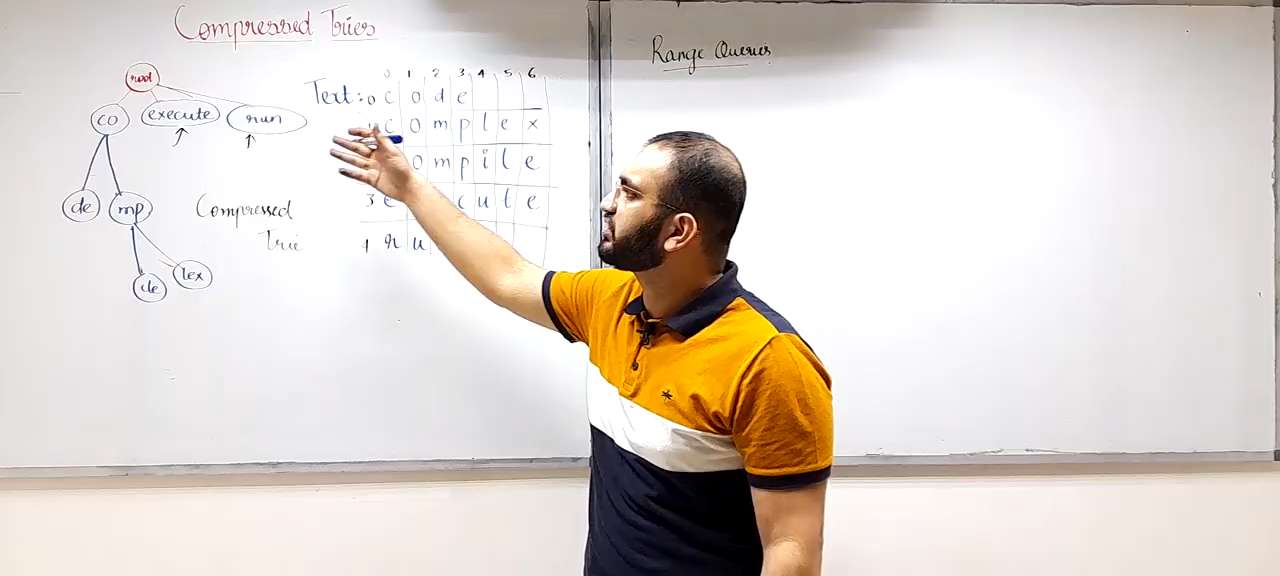 Compressed Tries
Range Queries
root
co
execute
run
de
mp
lex
Compressed
Trie
0 1 2 3 4 5 6
Text: 0 c o d e
c o m p l e x
o m p i l e
3 e c u t e
4 r u